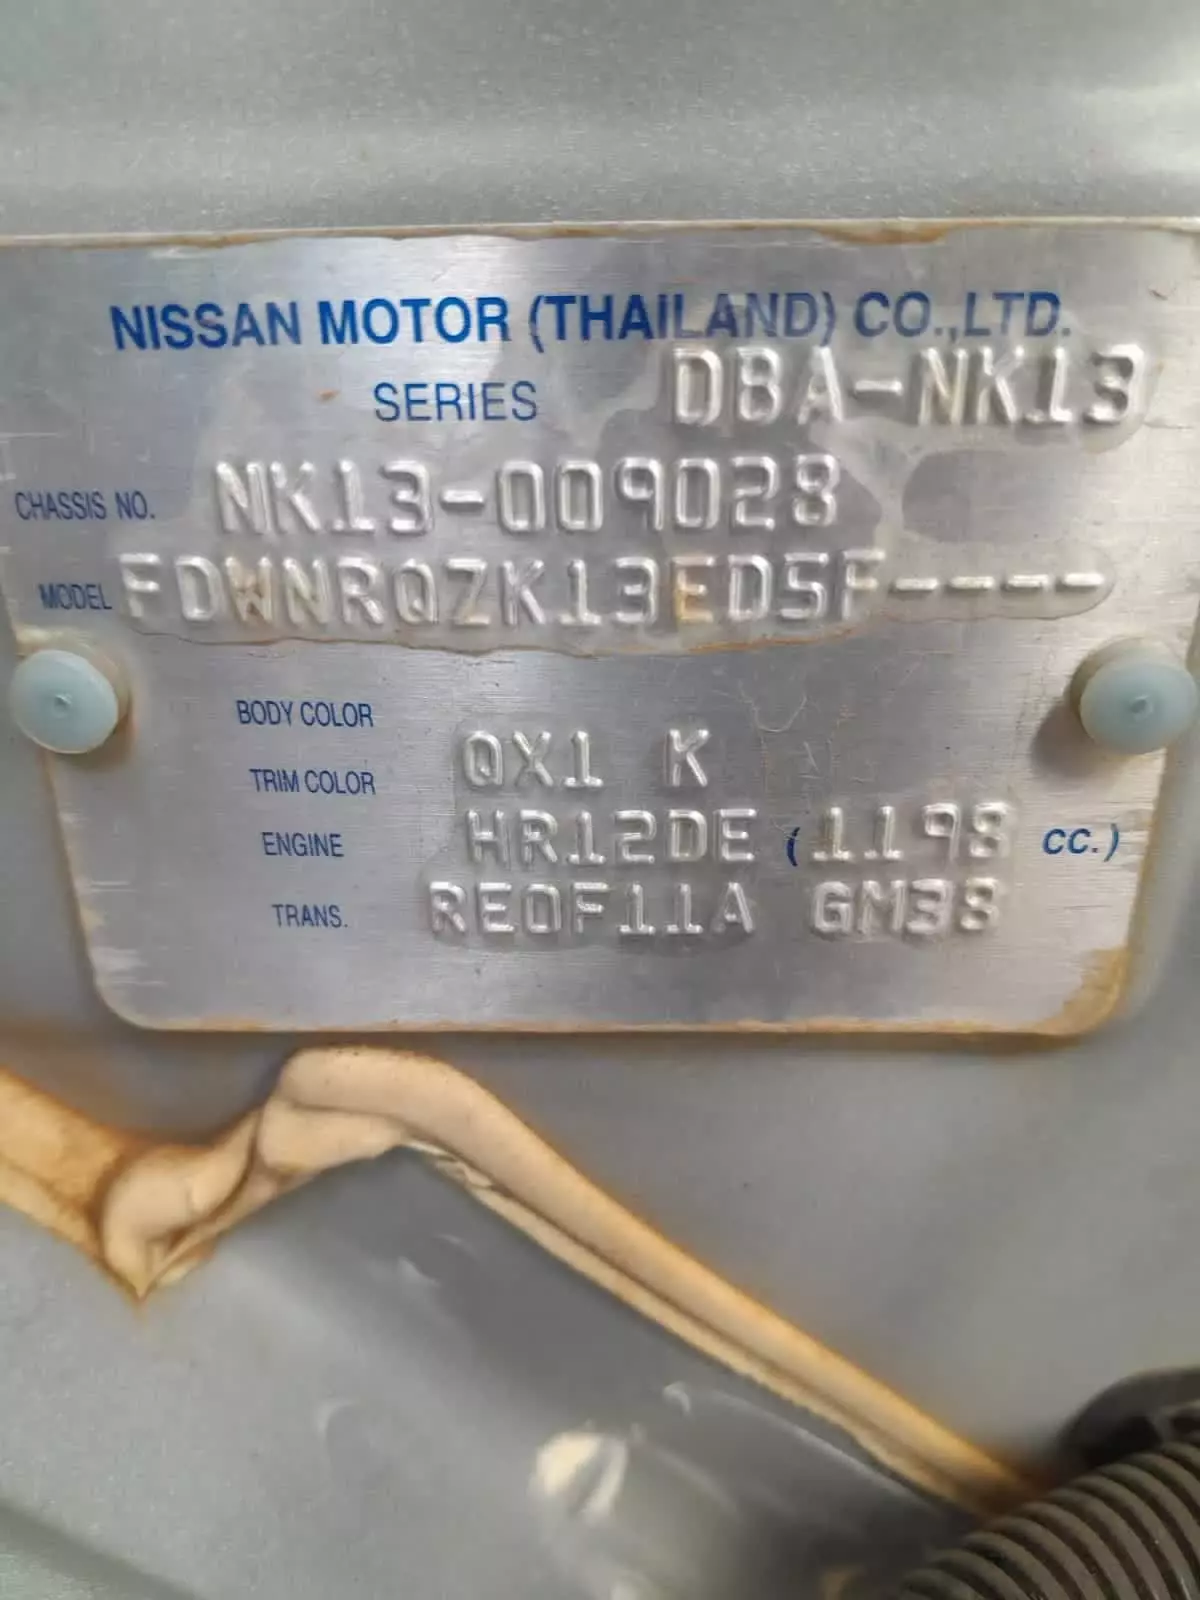 NISSAN MOTOR (THAILAND) CO.,LTD.
SERIES DBA-NK13
CHASSIS NO. NK13-009028
MODEL FDWNRQZK13EDSF----
BODY COLOR
TRIM COLOR QX1 K
ENGINE HR12DE (1198 CC.)
TRANS. RE0F11A GM38